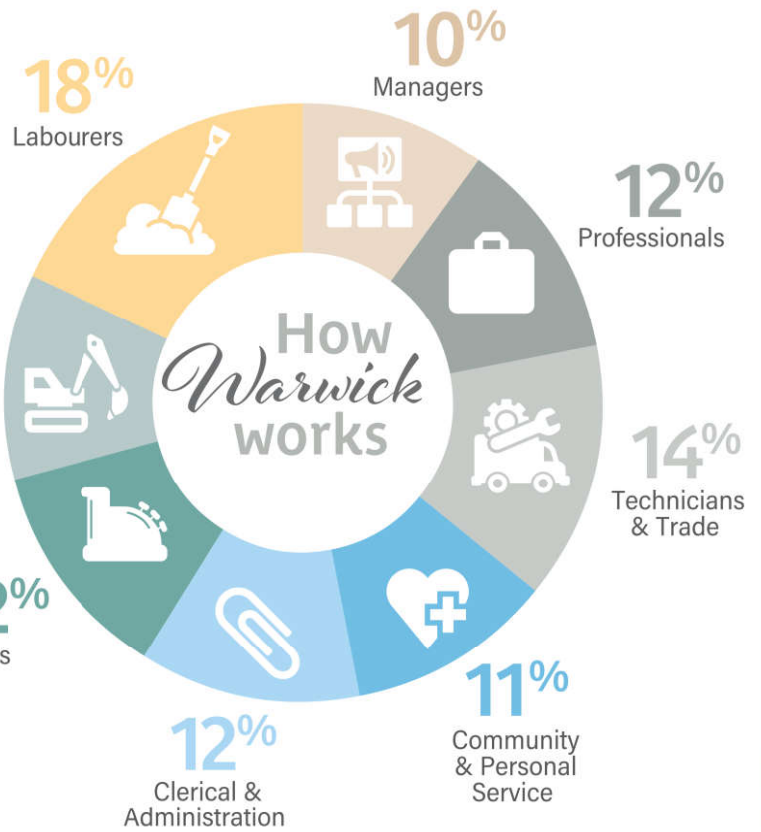 10%
Managers
18%
Labourers
12%
Professionals
How
Warwick
works
14%
Technicians
& Trade
11%
Community
& Personal
Service
12%
Clerical &
Administration